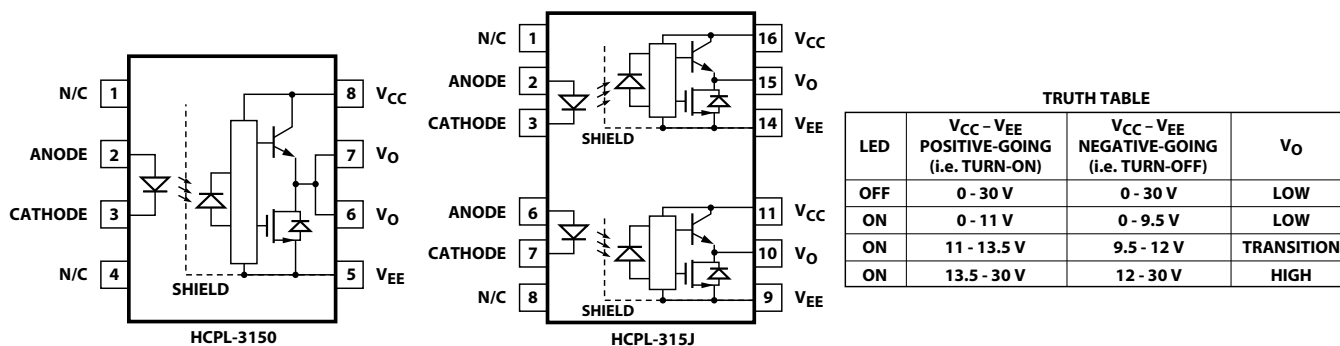 N/C 1
ANODE 2
CATHODE 3
N/C 4
8 VCC
7 VO
6 VO
5 VEE
SHIELD
HCPL-3150
N/C 1
ANODE 2
CATHODE 3
16 VCC
15 VO
14 VEE
SHIELD
ANODE 6
CATHODE 7
N/C 8
11 VCC
10 VO
9 VEE
SHIELD
HCPL-315J
TRUTH TABLE
LED
VCC – VEE
POSITIVE-GOING
(i.e. TURN-ON)
VCC – VEE
NEGATIVE-GOING
(i.e. TURN-OFF)
VO
OFF 0 - 30 V 0 - 30 V LOW
ON 0 - 11 V 0 - 9.5 V LOW
ON 11 - 13.5 V 9.5 - 12 V TRANSITION
ON 13.5 - 30 V 12 - 30 V HIGH